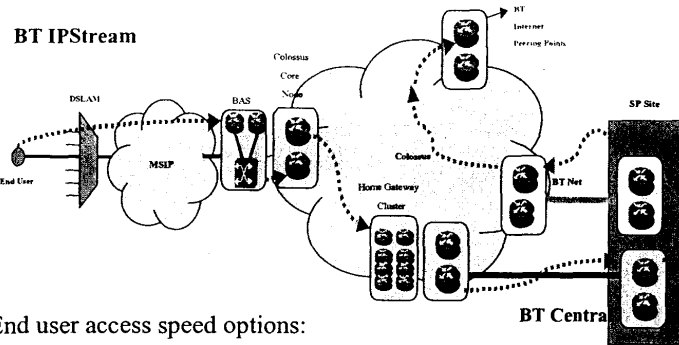 BT IPStream
BT
Internet
Peering Points
Colossus
Core
Node
DSLAM
BAS
SP Site
MSIP
End User
Colossus
BT Net
Home Gateway
Cluster
BT Centra
End user access speed options: